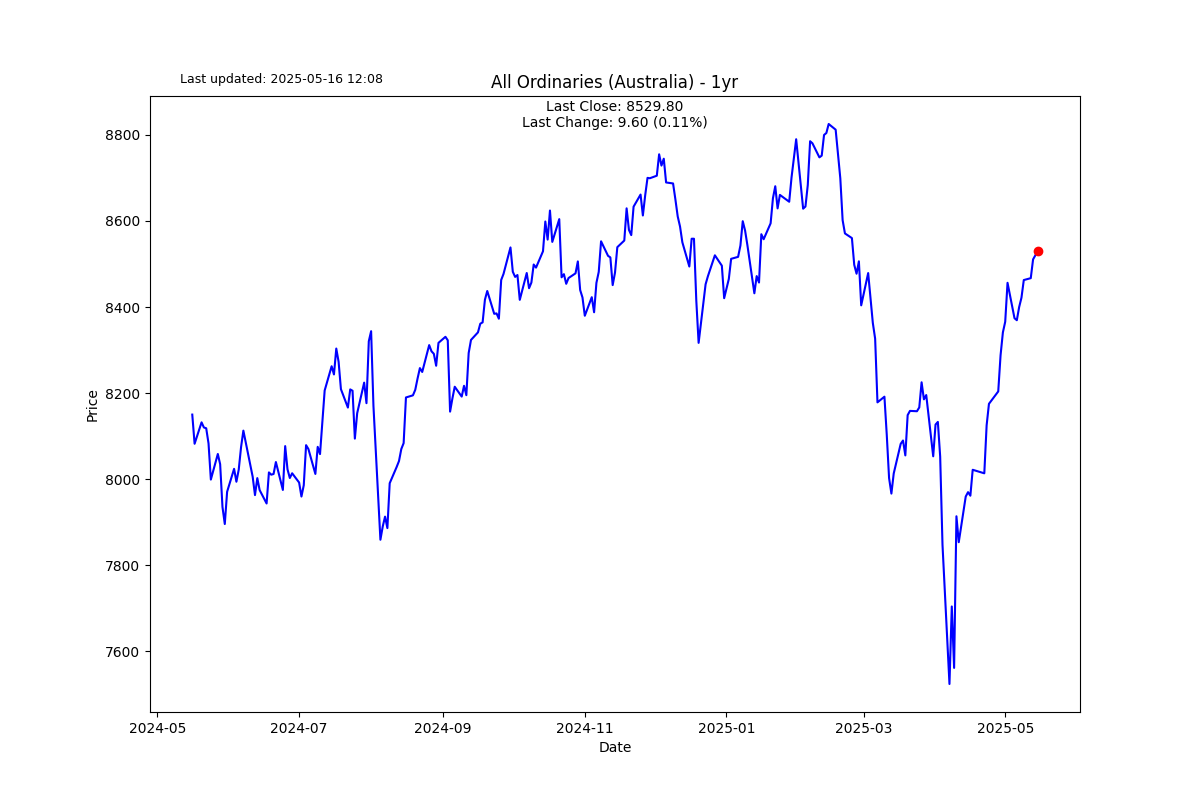 Last updated: 2025-05-16 12:08
All Ordinaries (Australia) - 1yr
Last Close: 8529.80
Last Change: 9.60 (0.11%)
8800
8600
8400
8200
8000
7800
7600
Price
2024-05
2024-07
2024-09
2024-11
2025-01
2025-03
2025-05
Date